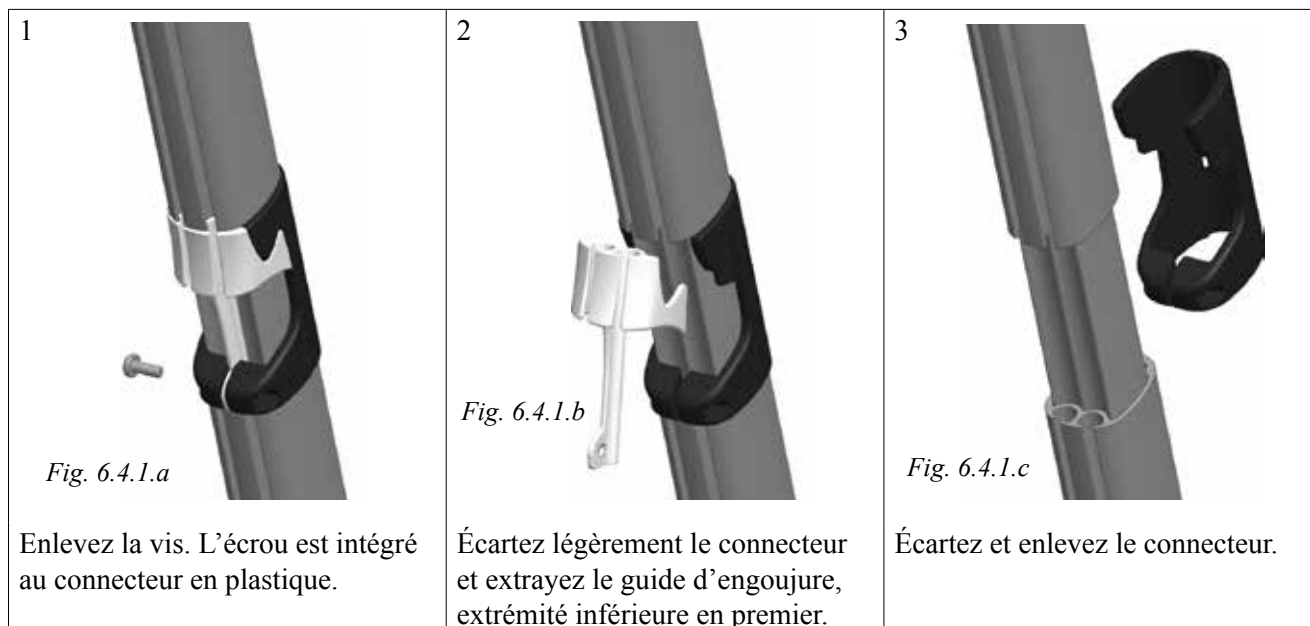 1
Fig. 6.4.1.a
Enlevez la vis. L'écrou est intégré
au connecteur en plastique.
2
Fig. 6.4.1.b
Écartez légèrement le connecteur
et extrayez le guide d'engoujure,
extrémité inférieure en premier.
3
Fig. 6.4.1.c
Écartez et enlevez le connecteur.